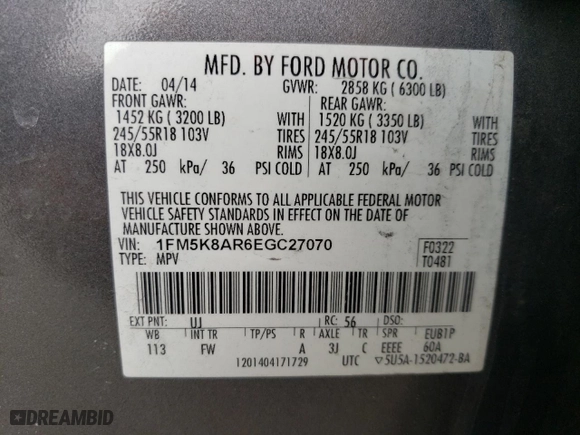 MFD. BY FORD MOTOR CO.
DATE: 04/14 GVWR: 2858 KG ( 6300 LB)
FRONT GAWR: REAR GAWR:
1452 KG ( 3200 LB) WITH 1520 KG ( 3350 LB) WITH
245/55R18 103V TIRES 245/55R18 103V TIRES
18X8.0J RIMS 18X8.0J RIMS
AT 250 kPa/ 36 PSI COLD AT 250 kPa/ 36 PSI COLD
THIS VEHICLE CONFORMS TO ALL APPLICABLE FEDERAL MOTOR
VEHICLE SAFETY STANDARDS IN EFFECT ON THE DATE OF
MANUFACTURE SHOWN ABOVE.
VIN: 1FM5K8AR6EGC27070 F0322
TYPE: MPV T0481
EXT PNT: UJ RC: 56 DSO:
WB INT TR TP/PS R AXLE TR SPR EUB1P
113 FW A 3J C EEEE 60A
1201404171729 UTC ▽5U5A-1520472-BA
DREAMBID